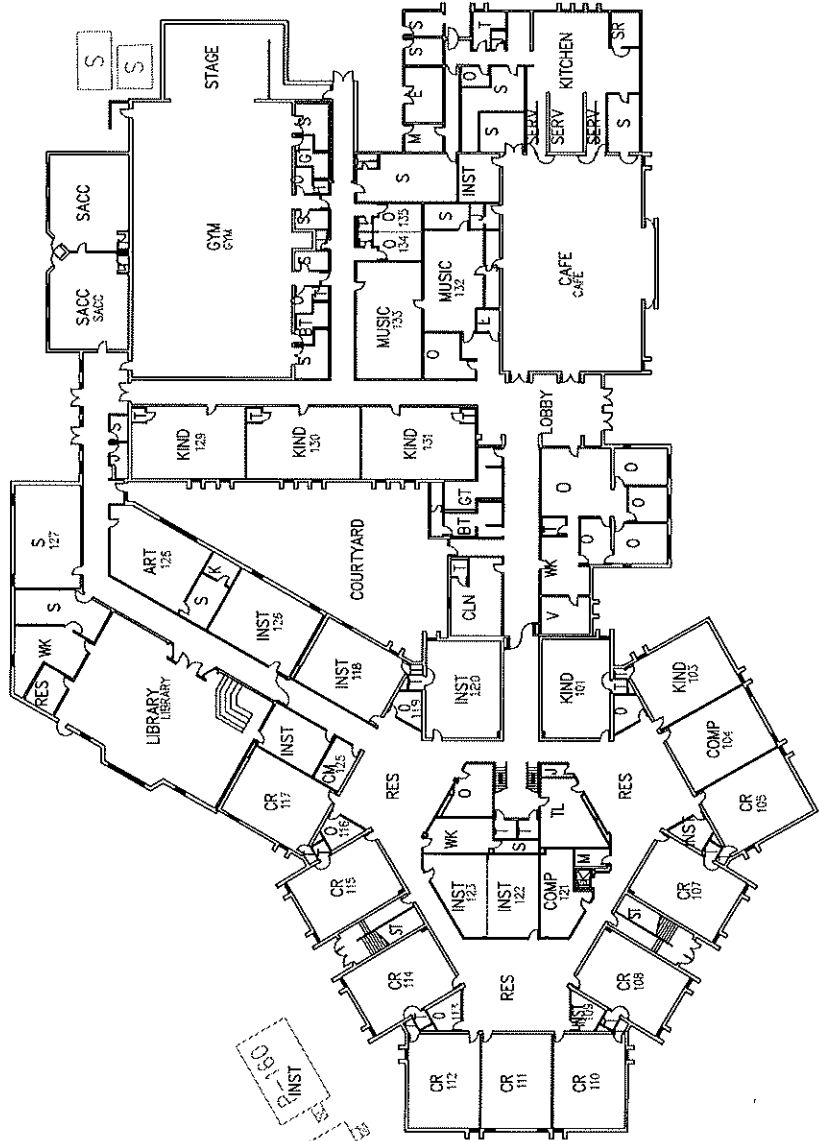 S
S
STAGE
S
S
T
J
SR
KITCHEN
E
O
S
SERV
SERV
SERV
S
S
M
S
GT
O
T
S
INST
S
SACC
SACC
SACC
GYM
GYM
S
S
O
T
BT
S
O
135
O
134
S
J
MUSIC
132
MUSIC
133
E
O
CAFE
CAFE
LOBBY
S
J
T
KIND
129
KIND
130
KIND
131
T
T
S
GT
BT
O
O
O
O
O
T
WK
V
S
127
S
WK
RES
ART
126
K
S
INST
126
COURTYARD
CLN
T
INST
118
INST
120
O
119
KIND
101
T
O
KIND
103
LIBRARY
LIBRARY
INST
CM
125
CR
117
O
116
COMP
104
CR
105
RES
RES
O
J
TL
WK
T
T
S
M
INST
123
INST
122
COMP
121
INST
CR
115
ST
CR
114
T
O
113
CR
107
ST
CR
108
INST
109
RES
P-160
INST
CR
112
CR
111
CR
110